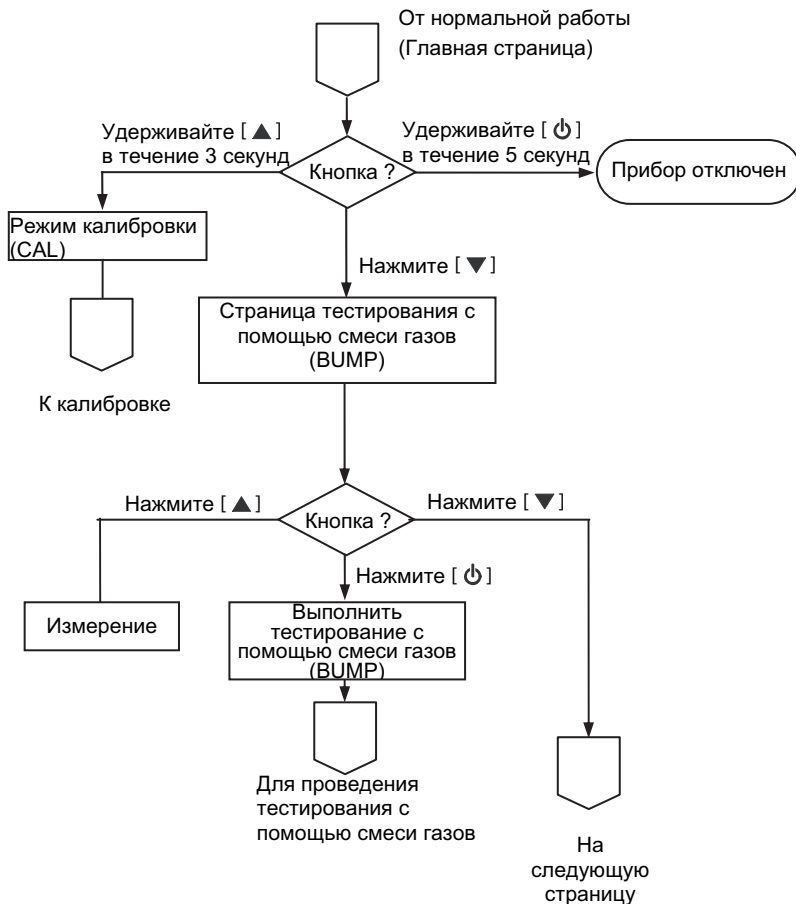 От нормальной работы
(Главная страница)
Удерживайте [ ▲ ]
в течение 3 секунд
Кнопка ?
Удерживайте [ ⏻ ]
в течение 5 секунд
Прибор отключен
Режим калибровки
(CAL)
Нажмите [ ▼ ]
Страница тестирования с
помощью смеси газов
(BUMP)
К калибровке
Нажмите [ ▲ ]
Кнопка ?
Нажмите [ ▼ ]
Нажмите [ ⏻ ]
Измерение
Выполнить
тестирование с
помощью смеси газов
(BUMP)
Для проведения
тестирования с
помощью смеси газов
На
следующую
страницу